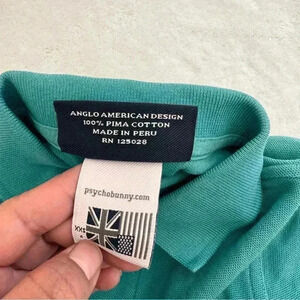 ANGLO AMERICAN DESIGN
100% PIMA COTTON
MADE IN PERU
RN 125028
psychobunny.com